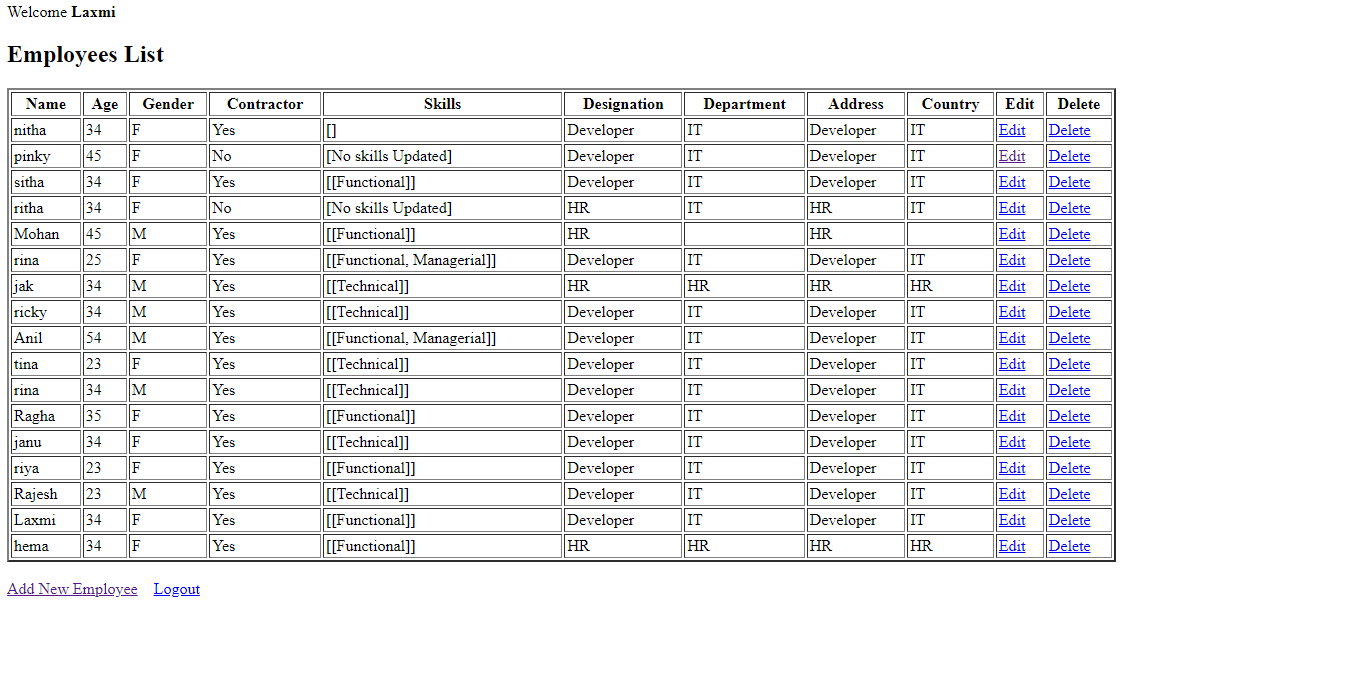 Welcome Laxmi
Employees List
Name Age Gender Contractor Skills Designation Department Address Country Edit Delete
nitha 34 F Yes [] Developer IT Developer IT Edit Delete
pinky 45 F No [No skills Updated] Developer IT Developer IT Edit Delete
sitha 34 F Yes [[Functional]] Developer IT Developer IT Edit Delete
ritha 34 F No [No skills Updated] HR IT HR IT Edit Delete
Mohan 45 M Yes [[Functional]] HR HR Edit Delete
rina 25 F Yes [[Functional, Managerial]] Developer IT Developer IT Edit Delete
jak 34 M Yes [[Technical]] HR HR HR HR Edit Delete
ricky 34 M Yes [[Technical]] Developer IT Developer IT Edit Delete
Anil 54 M Yes [[Functional, Managerial]] Developer IT Developer IT Edit Delete
tina 23 F Yes [[Technical]] Developer IT Developer IT Edit Delete
rina 34 M Yes [[Technical]] Developer IT Developer IT Edit Delete
Ragha 35 F Yes [[Functional]] Developer IT Developer IT Edit Delete
janu 34 F Yes [[Technical]] Developer IT Developer IT Edit Delete
riya 23 F Yes [[Functional]] Developer IT Developer IT Edit Delete
Rajesh 23 M Yes [[Technical]] Developer IT Developer IT Edit Delete
Laxmi 34 F Yes [[Functional]] Developer IT Developer IT Edit Delete
hema 34 F Yes [[Functional]] HR HR HR HR Edit Delete
Add New Employee Logout